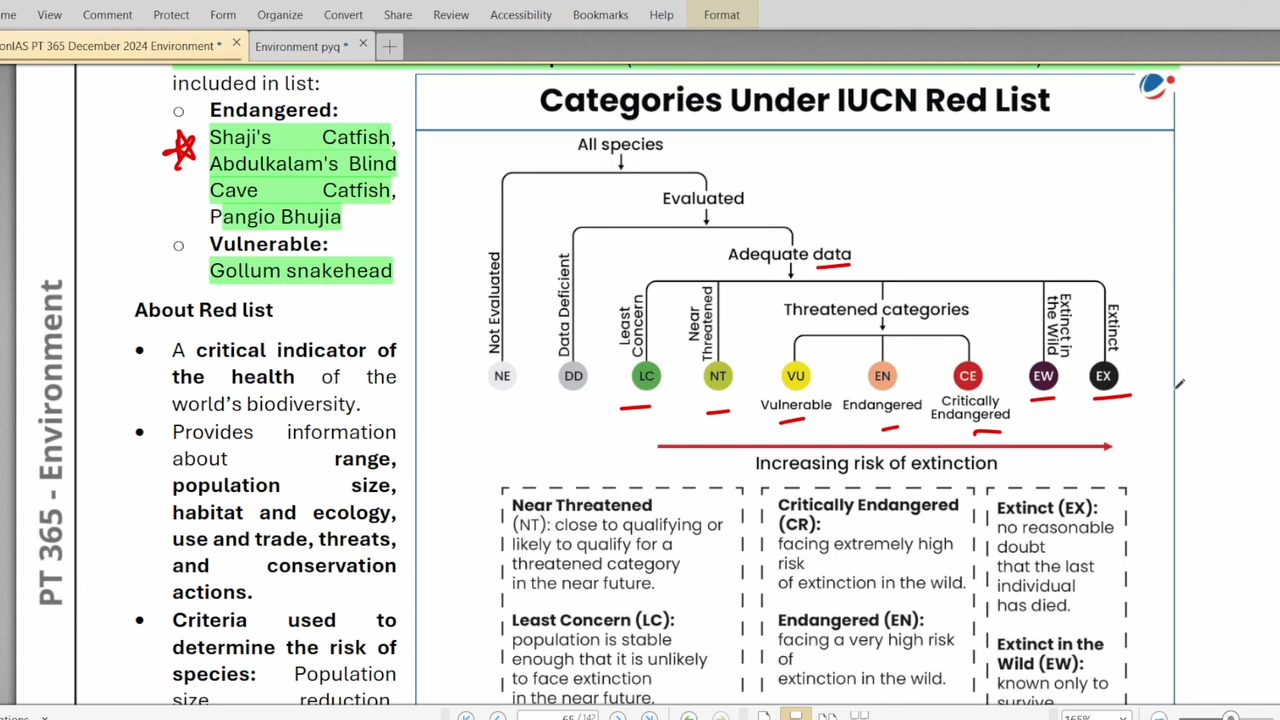 me View Comment Protect Form Organize Convert Share Review Accessibility Bookmarks Help Format
onIAS PT 365 December 2024 Environment * Environment pyq *
included in list:
Endangered:
Shaji's Catfish,
Abdulkalam's Blind
Cave Catfish,
Pangio Bhujia
Vulnerable:
Gollum snakehead
About Red list
A critical indicator of
the health of the
world's biodiversity.
Provides information
about range,
population size,
habitat and ecology,
use and trade, threats,
and conservation
actions.
Criteria used to
determine the risk of
species: Population
size reduction,
PT 365 - Environment
Categories Under IUCN Red List
All species
Evaluated
Adequate data
Threatened categories
Not Evaluated
Data Deficient
Least
Concern
Near
Threatened
Extinct in
the Wild
Extinct
NE DD LC NT VU EN CE EW EX
Vulnerable Endangered Critically
Endangered
Increasing risk of extinction
Near Threatened
(NT): close to qualifying or
likely to qualify for a
threatened category
in the near future.
Least Concern (LC):
population is stable
enough that it is unlikely
to face extinction
in the near future.
Critically Endangered
(CR):
facing extremely high
risk
of extinction in the wild.
Endangered (EN):
facing a very high risk
of
extinction in the wild.
Extinct (EX):
no reasonable
doubt
that the last
individual
has died.
Extinct in the
Wild (EW):
known only to
survive
65 /142
165%